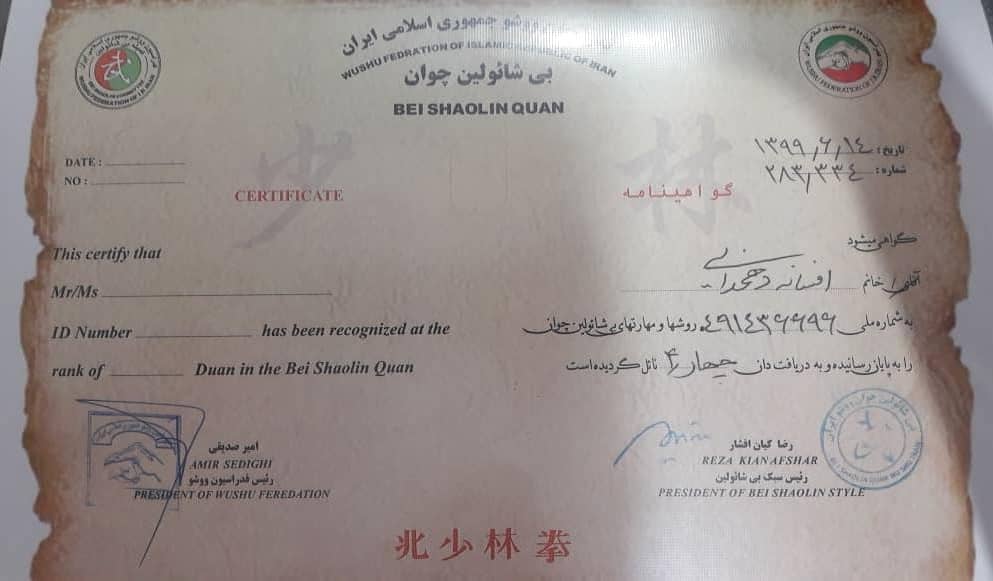 ووشو جمهوری اسلامی ایران
WUSHU FEDRATION OF ISLAMIC REPUBLIC OF IRAN
بی شائولین چوان
BEI SHAOLIN QUAN
少 林
DATE :
NO :
تاریخ: ۱۳۹۹/۶/۱۴
شماره: ۲۸۳/۳۳۴
CERTIFICATE
گواهینامه
This certify that
Mr/Ms
ID Number has been recognized at the
rank of Duan in the Bei Shaolin Quan
گواهی میشود
آقای / خانم افسانه
به شماره ملی روشها و مهارتهای بی شائولین چوان
را به پایان رسانیده و به دریافت دان چهار ۴ نائل گردیده است
امیر صدیقی
AMIR SEDIGHI
رئیس فدراسیون ووشو
PRESIDENT OF WUSHU FEREDATION
رضا کیان افشار
REZA KIANAFSHAR
رئیس سبک بی شائولین
PRESIDENT OF BEI SHAOLIN STYLE
北少林拳